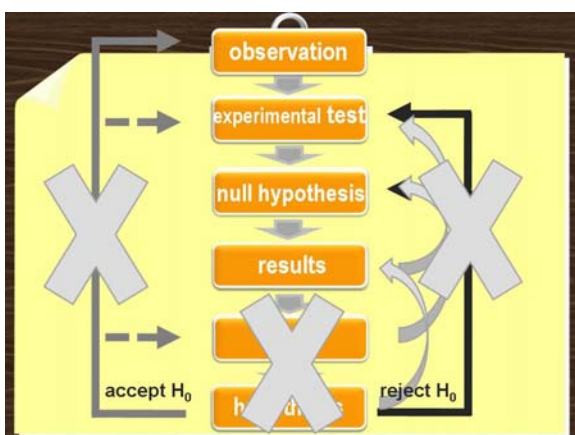 observation
experimental test
null hypothesis
results
accept H₀
reject H₀